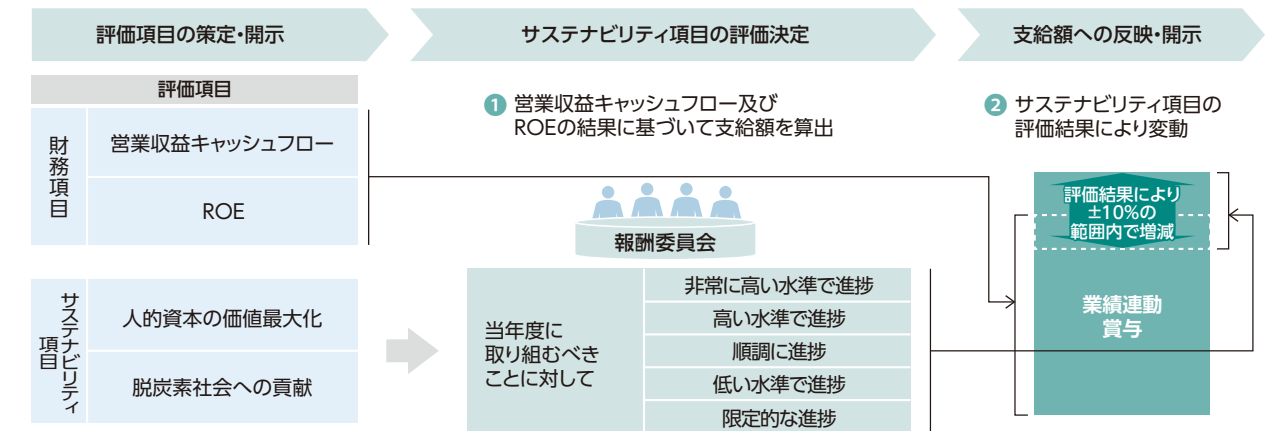 評価項目の策定・開示
サステナビリティ項目の評価決定
支給額への反映・開示
評価項目
財務項目
営業収益キャッシュフロー
ROE
サステナビリティ
項目
人的資本の価値最大化
脱炭素社会への貢献
1 営業収益キャッシュフロー及び
ROEの結果に基づいて支給額を算出
報酬委員会
当年度に
取り組むべき
ことに対して
非常に高い水準で進捗
高い水準で進捗
順調に進捗
低い水準で進捗
限定的な進捗
2 サステナビリティ項目の
評価結果により変動
評価結果により
±10%の
範囲内で増減
業績連動
賞与